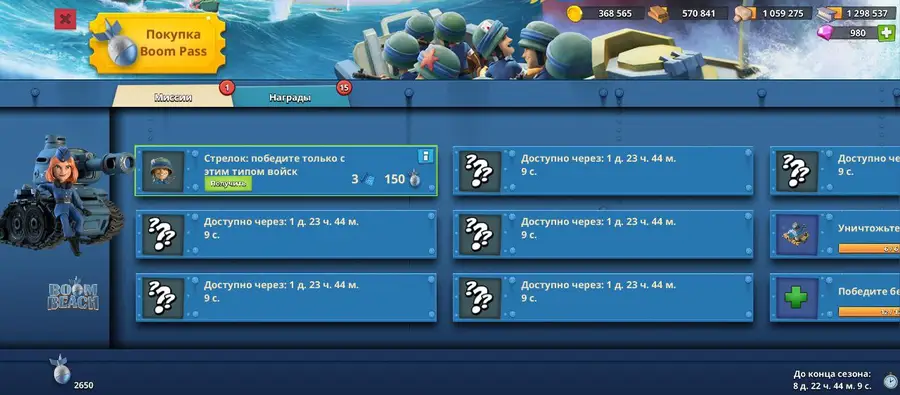 Покупка
Boom Pass
368 565
570 841
1 059 275
1 298 537
980
Миссии
1
Награды
15
Стрелок: победите только с
этим типом войск
Получить
3
150
Доступно через: 1 д. 23 ч. 44 м.
9 с.
Доступно
9 с.
Доступно через: 1 д. 23 ч. 44 м.
9 с.
Доступно через: 1 д. 23 ч. 44 м.
9 с.
Уничтожьте
Доступно через: 1 д. 23 ч. 44 м.
9 с.
Доступно через: 1 д. 23 ч. 44 м.
9 с.
Победите
BOOM
BEACH
2650
До конца сезона:
8 д. 22 ч. 44 м. 9 с.